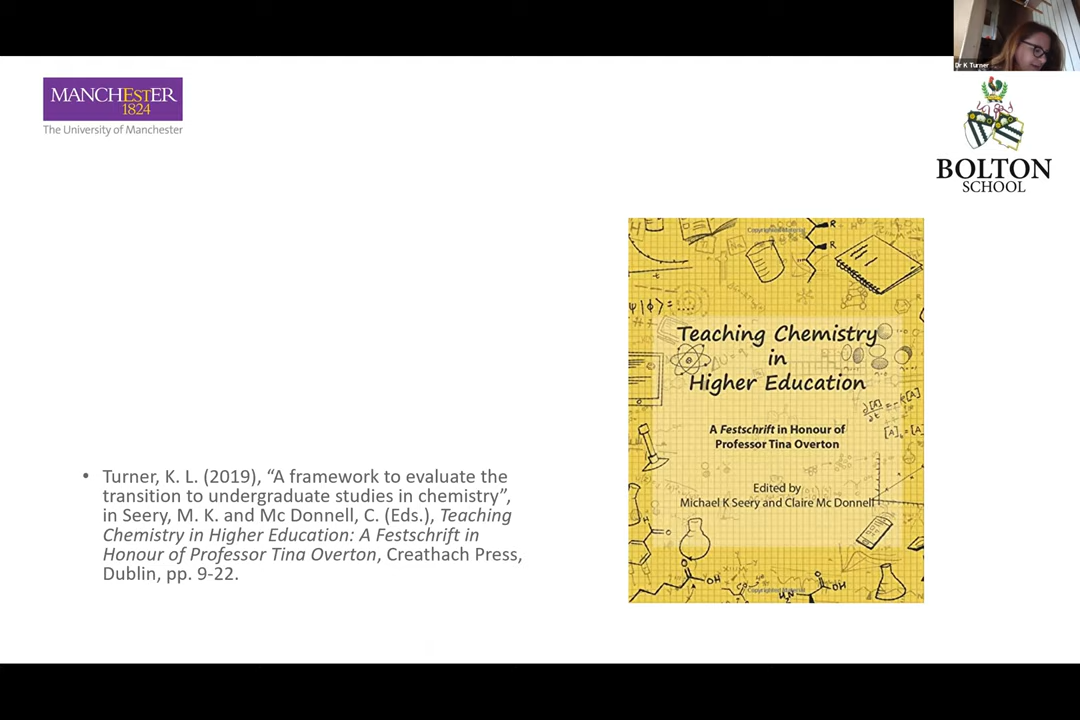 Dr K Turner
MANCHESTER
1824
The University of Manchester
BOLTON
SCHOOL
R
R
Teaching Chemistry
in
Higher Education
A Festschrift in Honour of
Professor Tina Overton
Edited by
Michael K Seery and Claire Mc Donnell
• Turner, K. L. (2019), “A framework to evaluate the
transition to undergraduate studies in chemistry”,
in Seery, M. K. and Mc Donnell, C. (Eds.), Teaching
Chemistry in Higher Education: A Festschrift in
Honour of Professor Tina Overton, Creathach Press,
Dublin, pp. 9-22.